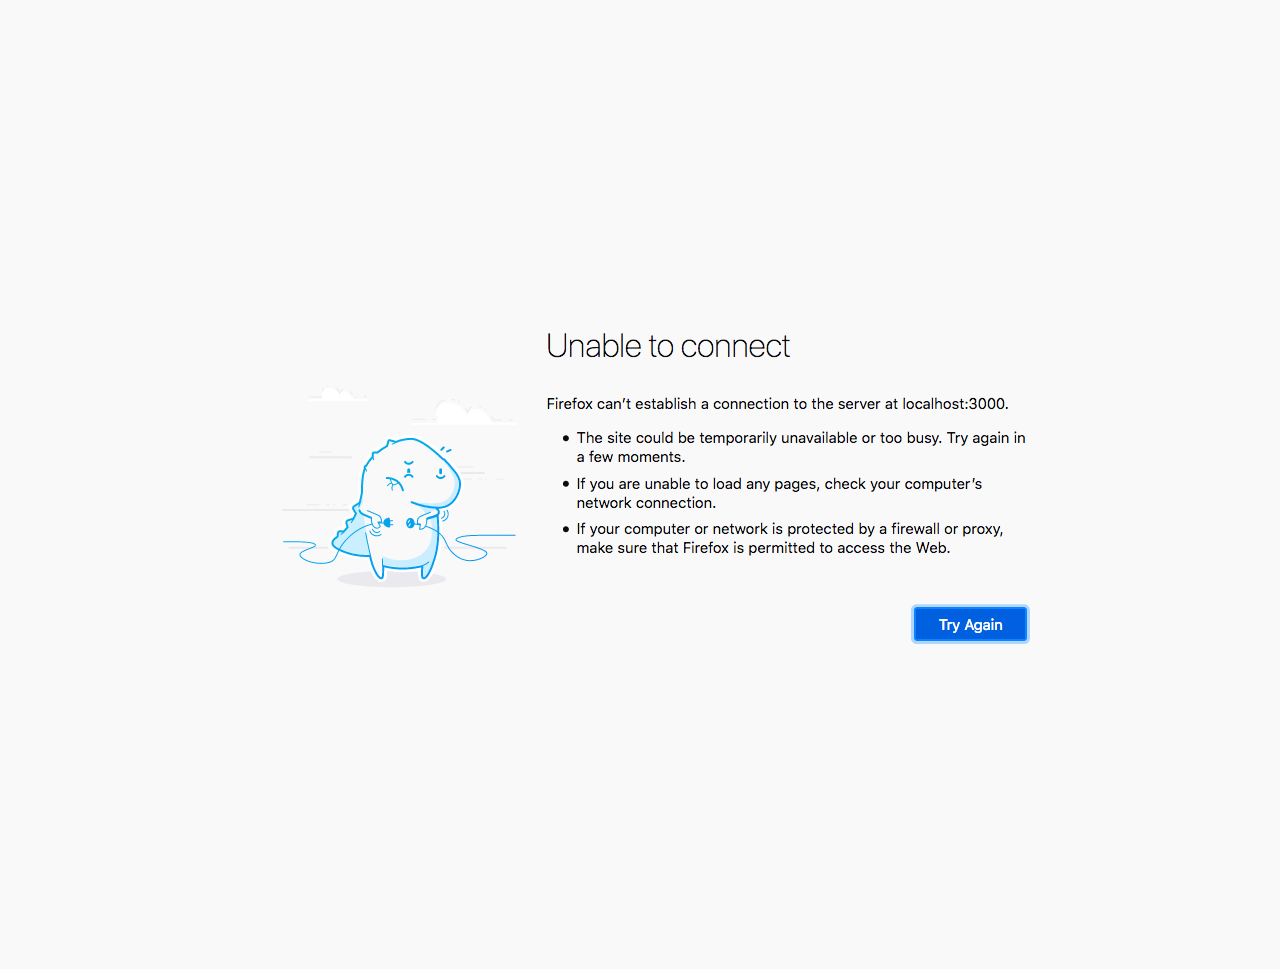 Unable to connect
Firefox can’t establish a connection to the server at localhost:3000.
The site could be temporarily unavailable or too busy. Try again in
a few moments.
If you are unable to load any pages, check your computer’s
network connection.
If your computer or network is protected by a firewall or proxy,
make sure that Firefox is permitted to access the Web.
Try Again